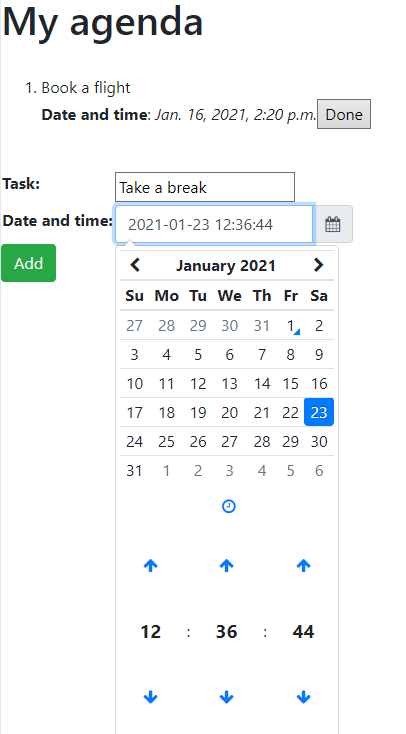 My agenda
1. Book a flight
Date and time: Jan. 16, 2021, 2:20 p.m. Done
Task: Take a break
Date and time: 2021-01-23 12:36:44
Add
January 2021
Su Mo Tu We Th Fr Sa
27 28 29 30 31 1 2
3 4 5 6 7 8 9
10 11 12 13 14 15 16
17 18 19 20 21 22 23
24 25 26 27 28 29 30
31 1 2 3 4 5 6
12 : 36 : 44